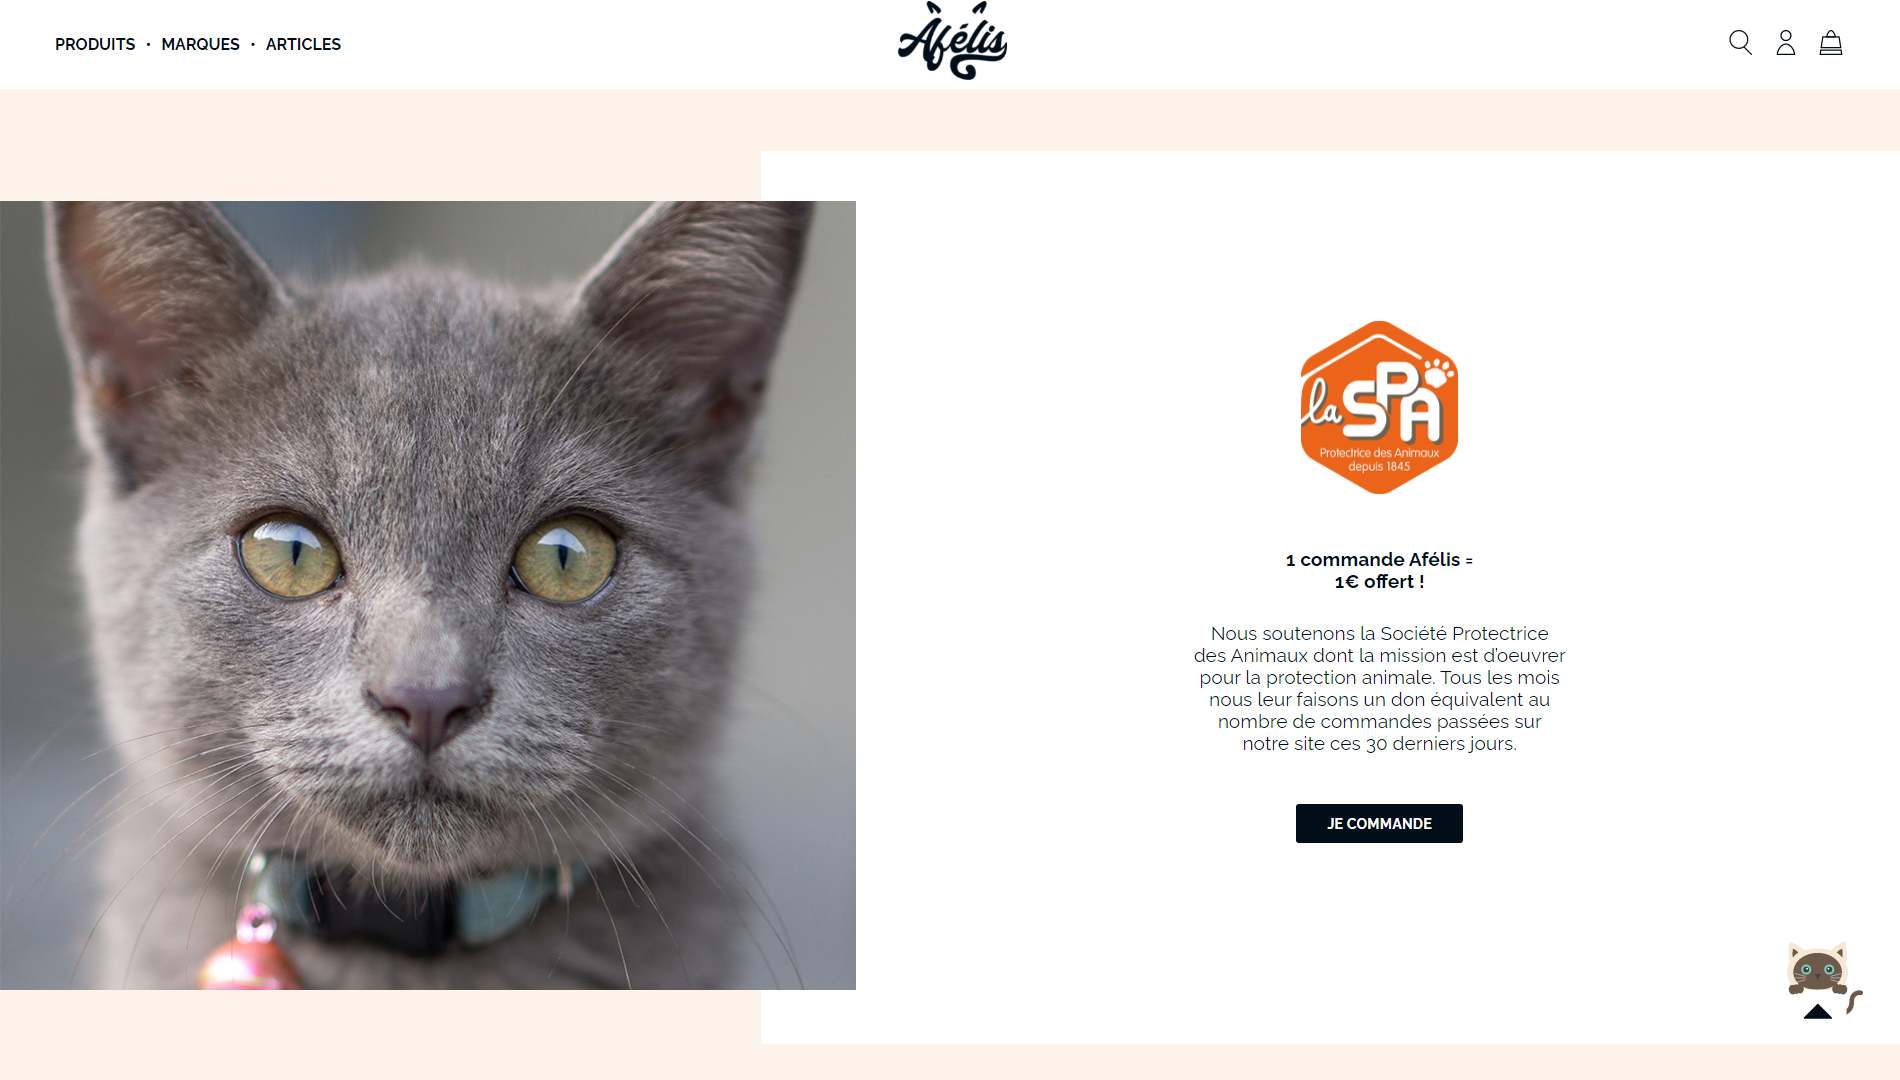 PRODUITS • MARQUES • ARTICLES
Afélis
la SPA
Protectrice des Animaux
depuis 1845
1 commande Afélis =
1€ offert !
Nous soutenons la Société Protectrice
des Animaux dont la mission est d’oeuvrer
pour la protection animale. Tous les mois
nous leur faisons un don équivalent au
nombre de commandes passées sur
notre site ces 30 derniers jours.
JE COMMANDE